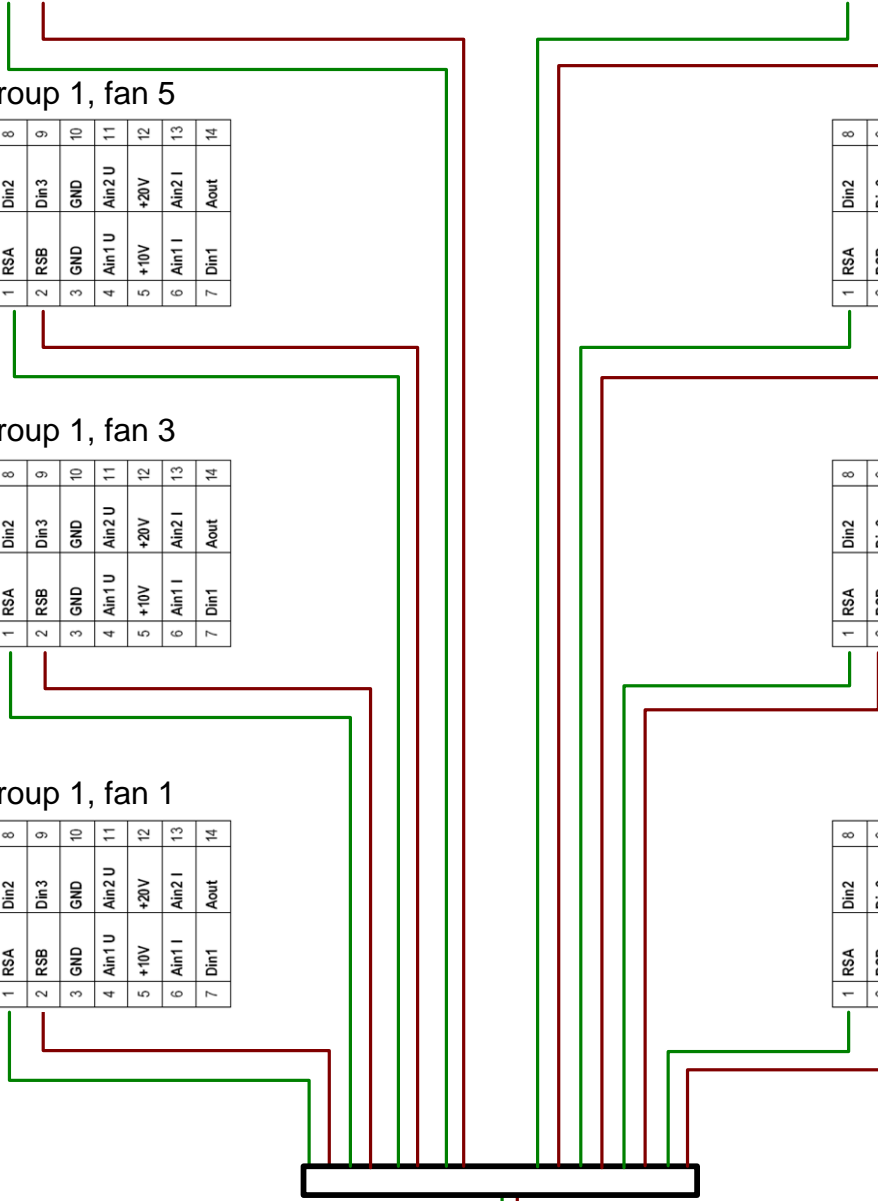 roup 1, fan 5
8 9 10 11 12 13 14
Din2 Din3 GND Ain2 U +20V Ain2 I Aout
RSA RSB GND Ain1 U +10V Ain1 I Din1
1 2 3 4 5 6 7
8
Din2
RSA
1
roup 1, fan 3
8 9 10 11 12 13 14
Din2 Din3 GND Ain2 U +20V Ain2 I Aout
RSA RSB GND Ain1 U +10V Ain1 I Din1
1 2 3 4 5 6 7
8
Din2
RSA
1
roup 1, fan 1
8 9 10 11 12 13 14
Din2 Din3 GND Ain2 U +20V Ain2 I Aout
RSA RSB GND Ain1 U +10V Ain1 I Din1
1 2 3 4 5 6 7
8
Din2
RSA
1